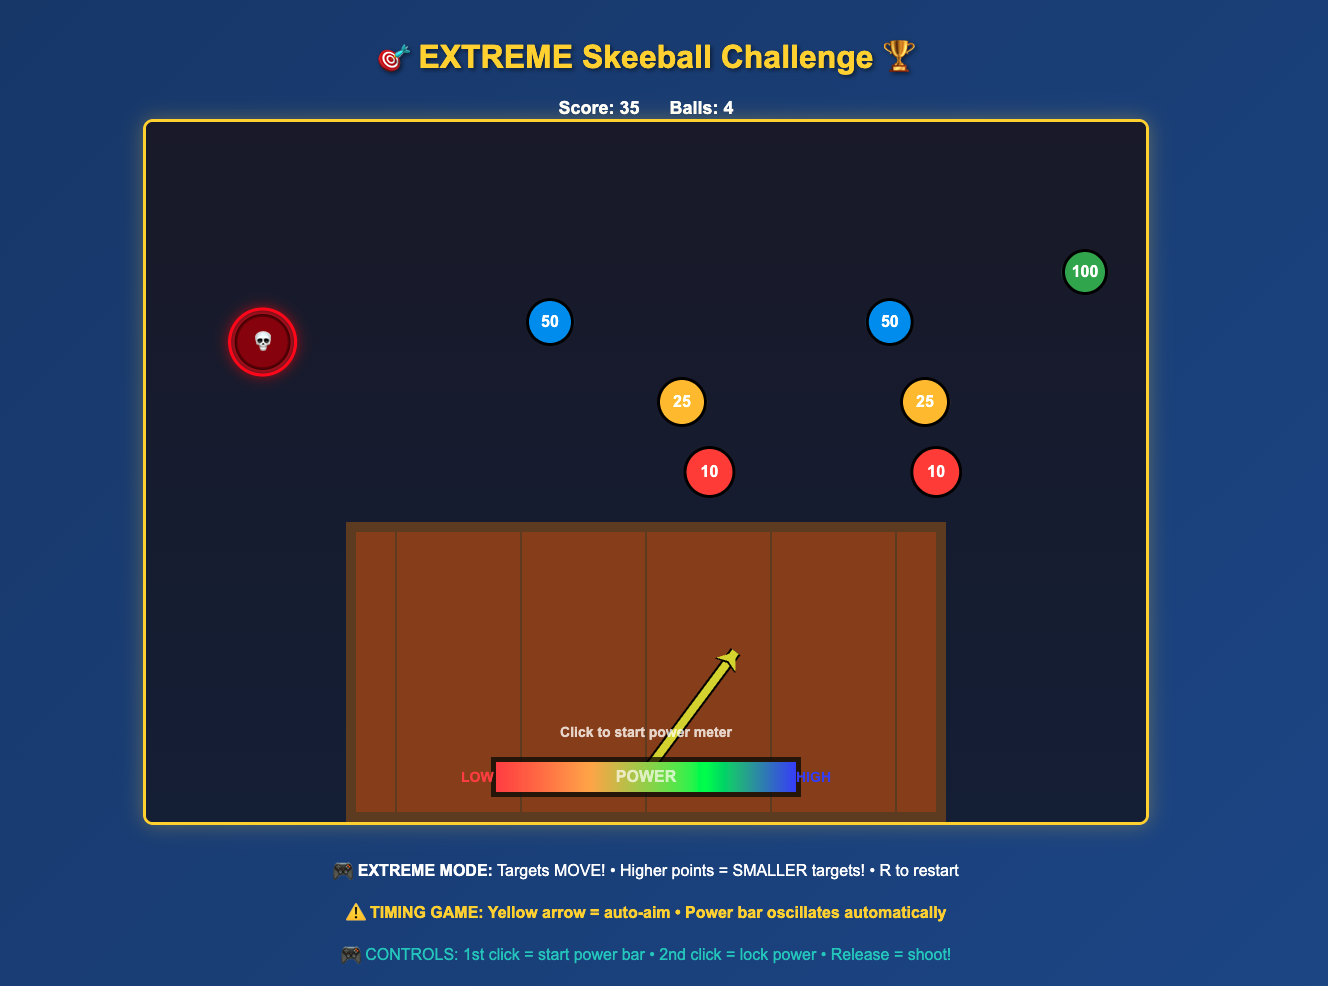 🎯 EXTREME Skeeball Challenge 🏆
Score: 35 Balls: 4
100
50 50
25 25
10 10
Click to start power meter
LOW POWER HIGH
🎮 EXTREME MODE: Targets MOVE! • Higher points = SMALLER targets! • R to restart
⚠️ TIMING GAME: Yellow arrow = auto-aim • Power bar oscillates automatically
🎮 CONTROLS: 1st click = start power bar • 2nd click = lock power • Release = shoot!